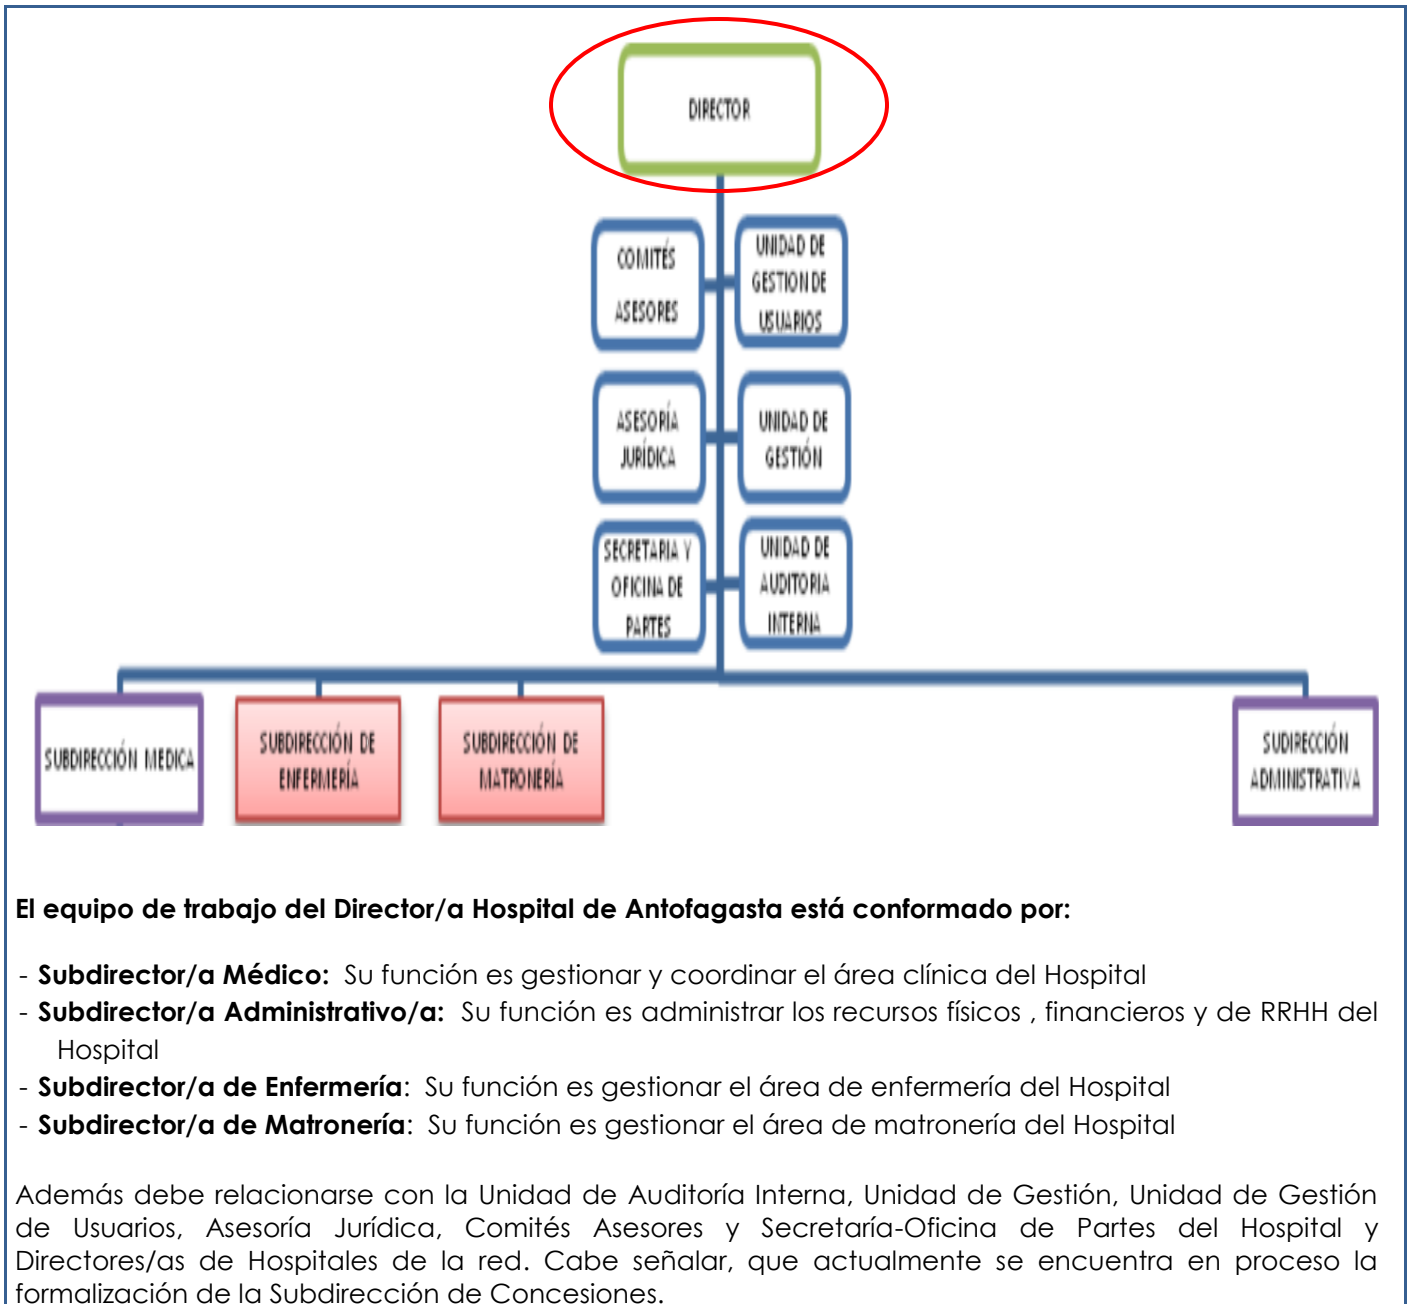 DIRECTOR
COMITÉS
ASESORES
UNIDAD DE
GESTION DE
USUARIOS
ASESORÍA
JURÍDICA
UNIDAD DE
GESTIÓN
SECRETARIA Y
OFICINA DE
PARTES
UNIDAD DE
AUDITORIA
INTERNA
SUBDIRECCIÓN MEDICA
SUBDIRECCIÓN DE
ENFERMERÍA
SUBDIRECCIÓN DE
MATRONERÍA
SUDIRECCIÓN
ADMINISTRATIVA
El equipo de trabajo del Director/a Hospital de Antofagasta está conformado por:
- Subdirector/a Médico: Su función es gestionar y coordinar el área clínica del Hospital
- Subdirector/a Administrativo/a: Su función es administrar los recursos físicos , financieros y de RRHH del
Hospital
- Subdirector/a de Enfermería: Su función es gestionar el área de enfermería del Hospital
- Subdirector/a de Matronería: Su función es gestionar el área de matronería del Hospital
Además debe relacionarse con la Unidad de Auditoría Interna, Unidad de Gestión, Unidad de Gestión
de Usuarios, Asesoría Jurídica, Comités Asesores y Secretaría-Oficina de Partes del Hospital y
Directores/as de Hospitales de la red. Cabe señalar, que actualmente se encuentra en proceso la
formalización de la Subdirección de Concesiones.